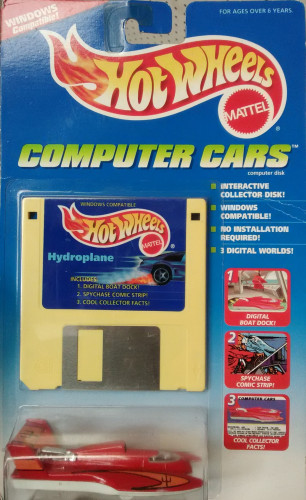 WINDOWS
Compatible!
FOR AGES OVER 6 YEARS.
HOT WHEELS
MATTEL
COMPUTER CARS™
computer disk
INTERACTIVE
COLLECTOR DISK!
WINDOWS
COMPATIBLE!
NO INSTALLATION
REQUIRED!
3 DIGITAL WORLDS!
WINDOWS COMPATIBLE
HOT WHEELS
MATTEL
Hydroplane
INCLUDES:
1. DIGITAL BOAT DOCK!
2. SPYCHASE COMIC STRIP!
3. COOL COLLECTOR FACTS!
1
DIGITAL
BOAT DOCK!
2
SPYCHASE
COMIC STRIP!
3
COMPUTER CARS
COOL COLLECTOR
FACTS!